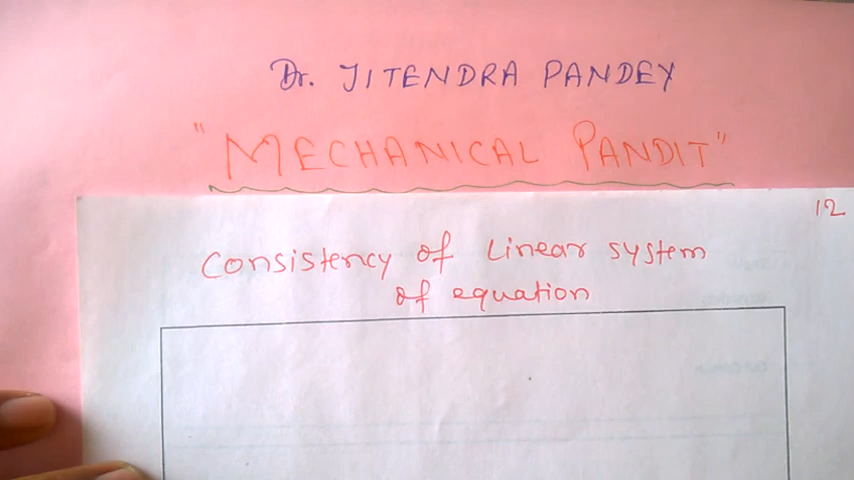 Dr. JITENDRA PANDEY
"MECHANICAL PANDIT"
12
Consistency of Linear system
of equation